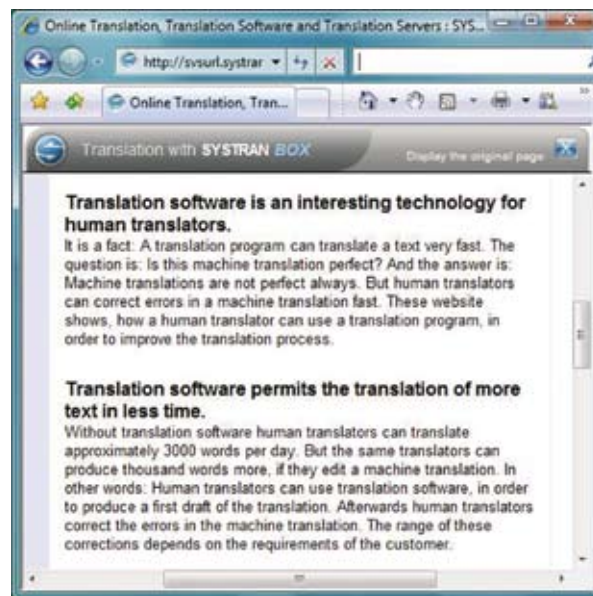 Online Translation, Translation Software and Translation Servers : SYS...
http://svsurl.systrar
Online Translation, Tran...
Translation with SYSTRAN BOX
Display the original page
Translation software is an interesting technology for
human translators.
It is a fact: A translation program can translate a text very fast. The
question is: Is this machine translation perfect? And the answer is:
Machine translations are not perfect always. But human translators
can correct errors in a machine translation fast. These website
shows, how a human translator can use a translation program, in
order to improve the translation process.
Translation software permits the translation of more
text in less time.
Without translation software human translators can translate
approximately 3000 words per day. But the same translators can
produce thousand words more, if they edit a machine translation. In
other words: Human translators can use translation software, in order
to produce a first draft of the translation. Afterwards human translators
correct the errors in the machine translation. The range of these
corrections depends on the requirements of the customer.